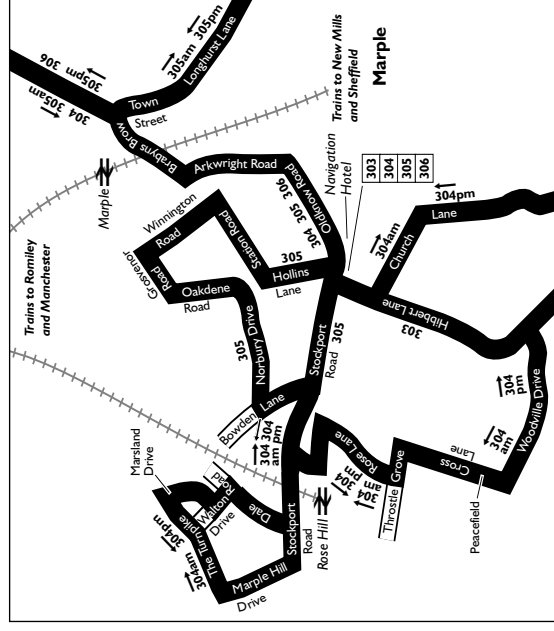 306
305pm
304 305am
305am 305pm
Longhurst Lane
Town
Street
Brabyns Brow
Trains to New Mills
and Sheffield
Marple
Marple
Arkwright Road
Navigation
Hotel
303
304
305
306
Oldknow Road
304 305 306
304pm
Lane
Church
304am
Trains to Romiley
and Manchester
Winnington
Road
Grosvenor
Road
Station Road
305
Hollins
Lane
Oakdene
Road
305
Norbury Drive
Stockport
Road 305
Hibbert Lane
303
Bowden
Lane
304 304
am pm
Marsland
Drive
Road
Walton
Drive
Dale
The Turnpike
304pm
304am
Marple Hill
Drive
Stockport
Road
Rose Hill
Rose Lane
304 304
am pm
Throstle Grove
Cross
Lane
Peacefield
304
am
304
pm
Woodville Drive